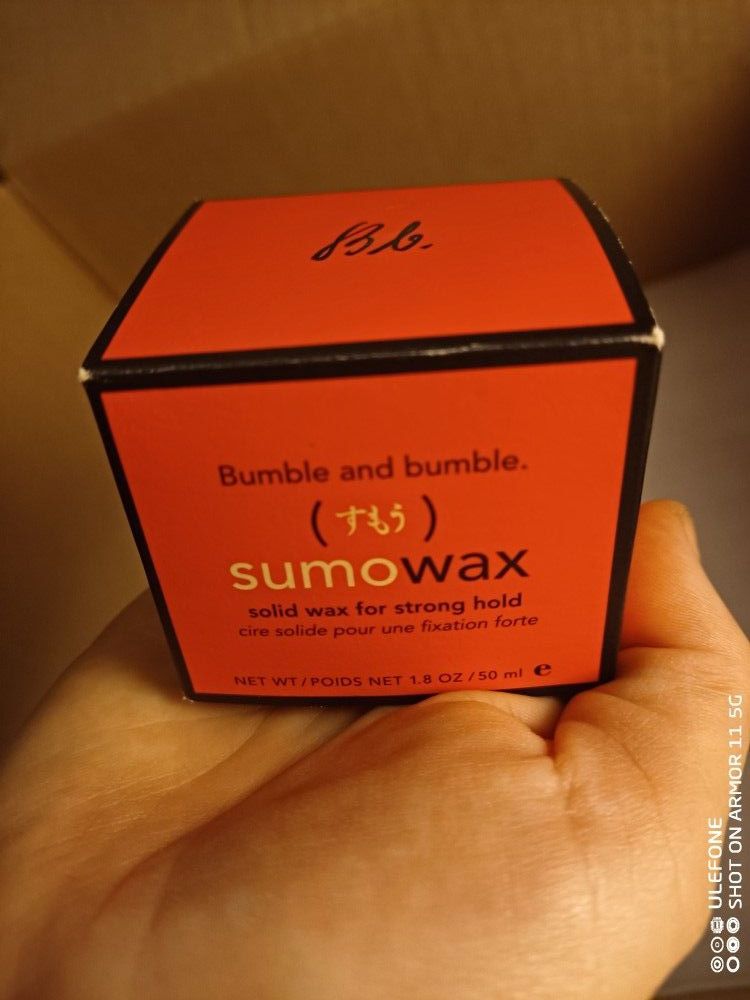 Bb.
Bumble and bumble.
(すもう)
sumowax
solid wax for strong hold
cire solide pour une fixation forte
NET WT/POIDS NET 1.8 OZ/50 ml ℮
ULEFONE
SHOT ON ARMOR 11 5G